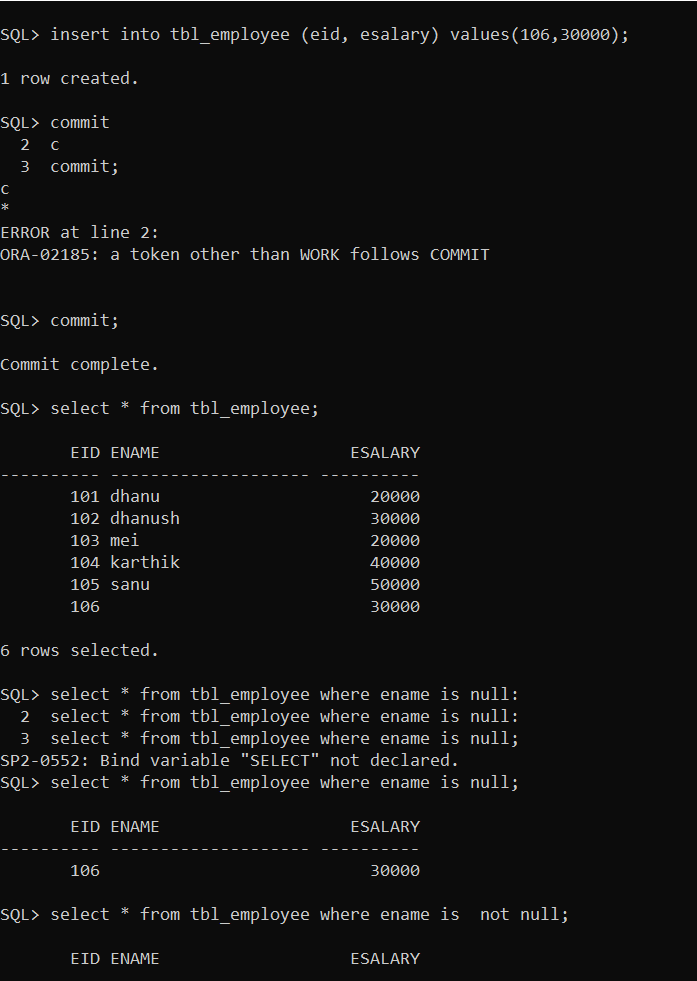 SQL> insert into tbl_employee (eid, esalary) values(106,30000);
1 row created.
SQL> commit
  2  c
  3  commit;
c
*
ERROR at line 2:
ORA-02185: a token other than WORK follows COMMIT
SQL> commit;
Commit complete.
SQL> select * from tbl_employee;
       EID ENAME                   ESALARY
---------- -------------------- ----------
       101 dhanu                     20000
       102 dhanush                   30000
       103 mei                       20000
       104 karthik                   40000
       105 sanu                      50000
       106                           30000
6 rows selected.
SQL> select * from tbl_employee where ename is null:
  2  select * from tbl_employee where ename is null:
  3  select * from tbl_employee where ename is null;
SP2-0552: Bind variable "SELECT" not declared.
SQL> select * from tbl_employee where ename is null;
       EID ENAME                   ESALARY
---------- -------------------- ----------
       106                           30000
SQL> select * from tbl_employee where ename is  not null;
       EID ENAME                   ESALARY